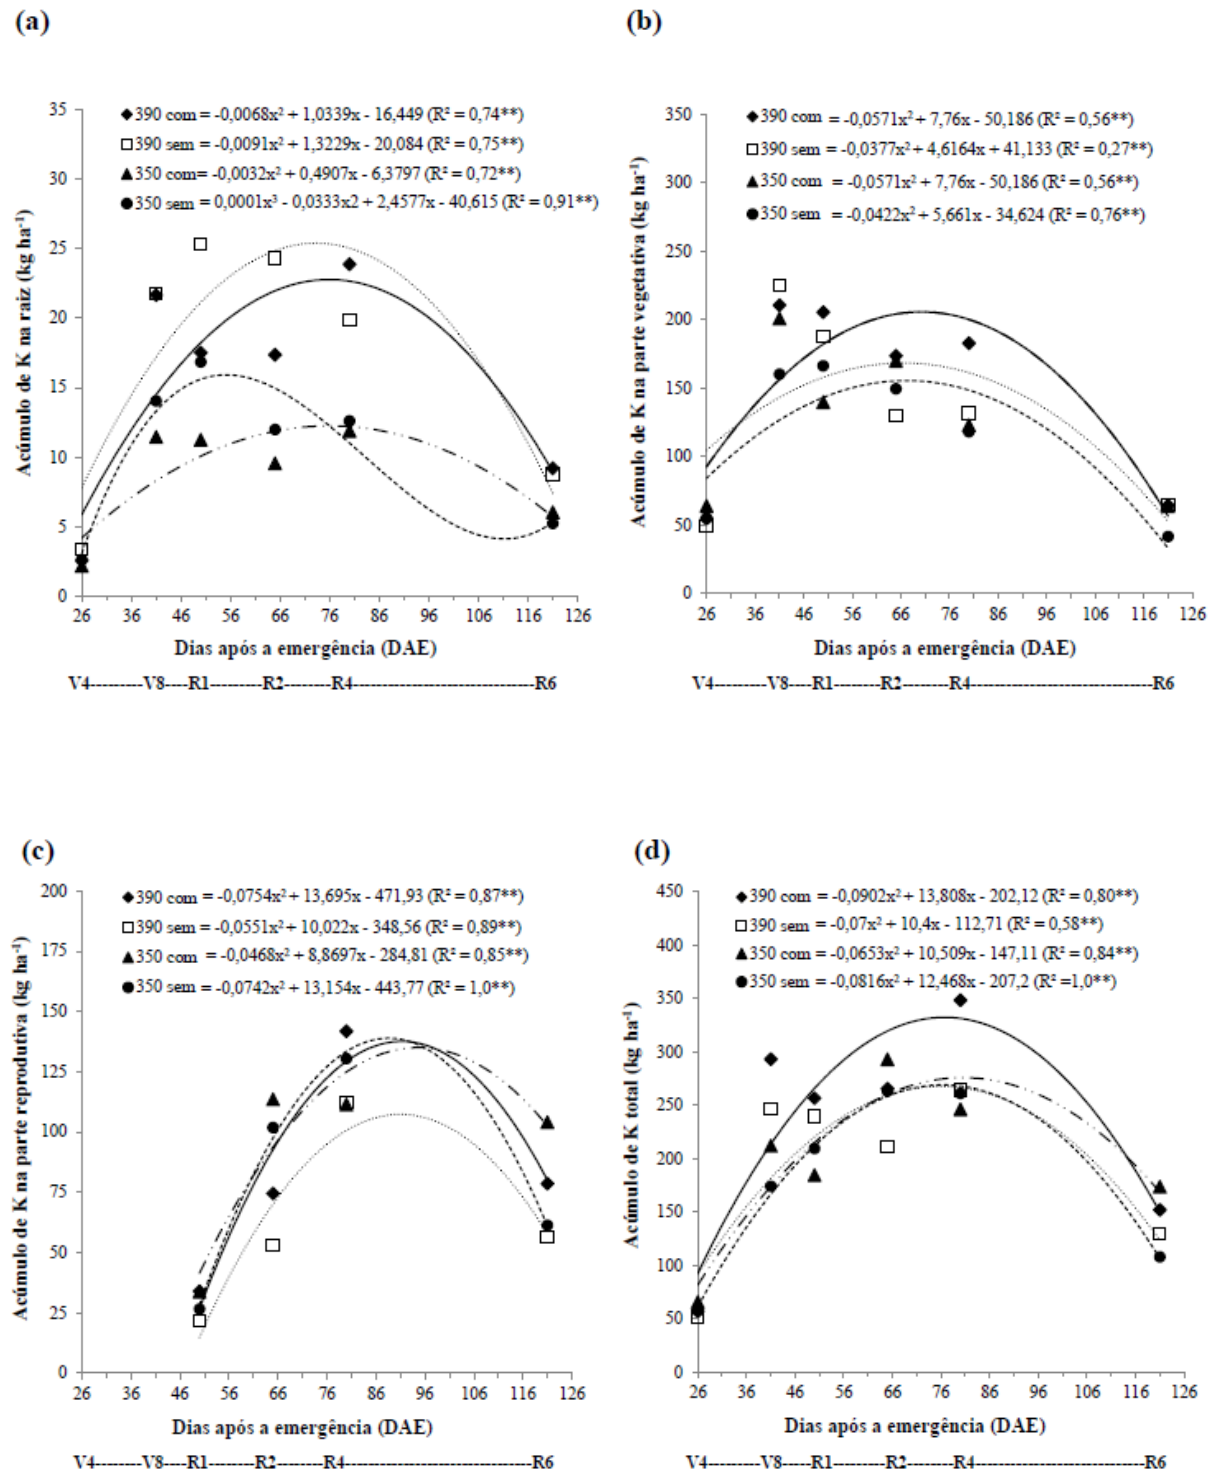 (a)
390 com = -0,0068x² + 1,0339x - 16,449 (R² = 0,74**)
390 sem = -0,0091x² + 1,3229x - 20,084 (R² = 0,75**)
350 com= -0,0032x² + 0,4907x - 6,3797 (R² = 0,72**)
350 sem = 0,0001x³ - 0,0333x2 + 2,4577x - 40,615 (R² = 0,91**)
Acúmulo de K na raiz (kg ha⁻¹)
35
30
25
20
15
10
5
0
26 36 46 56 66 76 86 96 106 116 126
Dias após a emergência (DAE)
V4---------V8----R1---------R2--------R4------------------------------R6
(b)
390 com = -0,0571x² + 7,76x - 50,186 (R² = 0,56**)
390 sem = -0,0377x² + 4,6164x + 41,133 (R² = 0,27**)
350 com = -0,0571x² + 7,76x - 50,186 (R² = 0,56**)
350 sem = -0,0422x² + 5,661x - 34,624 (R² = 0,76**)
Acúmulo de K na parte vegetativa (kg ha⁻¹)
350
300
250
200
150
100
50
0
26 36 46 56 66 76 86 96 106 116 126
Dias após a emergência (DAE)
V4---------V8----R1---------R2--------R4------------------------------R6
(c)
390 com = -0,0754x² + 13,695x - 471,93 (R² = 0,87**)
390 sem = -0,0551x² + 10,022x - 348,56 (R² = 0,89**)
350 com = -0,0468x² + 8,8697x - 284,81 (R² = 0,85**)
350 sem = -0,0742x² + 13,154x - 443,77 (R² = 1,0**)
Acúmulo de K na parte reprodutiva (kg ha⁻¹)
200
175
150
125
100
75
50
25
0
26 36 46 56 66 76 86 96 106 116 126
Dias após a emergência (DAE)
V4---------V8----R1---------R2--------R4------------------------------R6
(d)
390 com = -0,0902x² + 13,808x - 202,12 (R² = 0,80**)
390 sem = -0,07x² + 10,4x - 112,71 (R² = 0,58**)
350 com = -0,0653x² + 10,509x - 147,11 (R² = 0,84**)
350 sem = -0,0816x² + 12,468x - 207,2 (R² =1,0**)
Acúmulo de K total (kg ha⁻¹)
450
400
350
300
250
200
150
100
50
0
26 36 46 56 66 76 86 96 106 116 126
Dias após a emergência (DAE)
V4---------V8----R1---------R2--------R4------------------------------R6